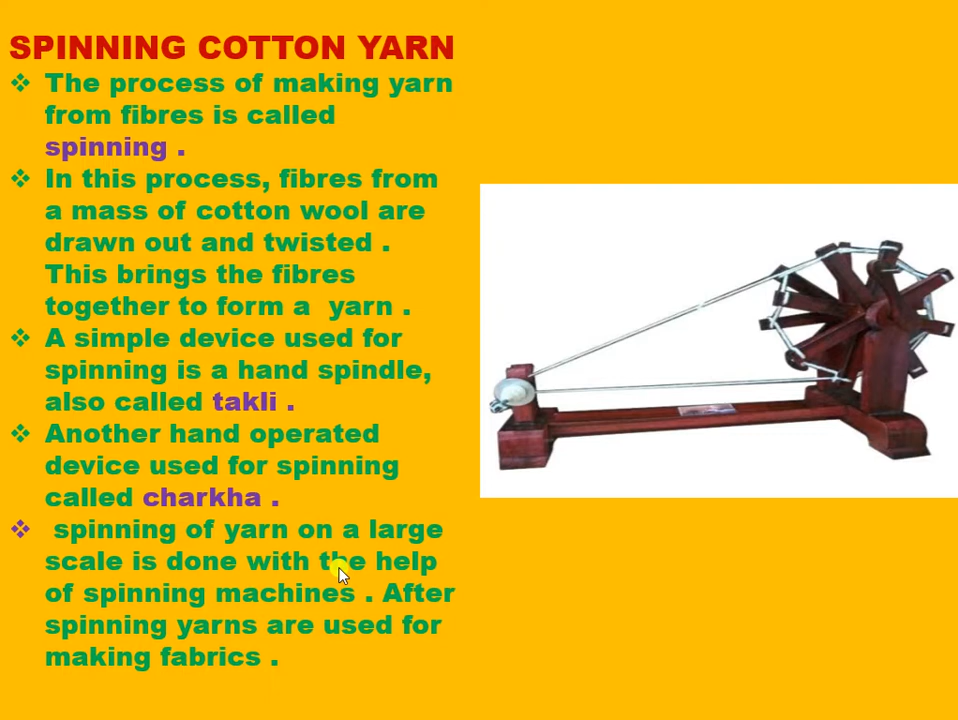 SPINNING COTTON YARN
❖ The process of making yarn
from fibres is called
spinning .
❖ In this process, fibres from
a mass of cotton wool are
drawn out and twisted .
This brings the fibres
together to form a  yarn .
❖ A simple device used for
spinning is a hand spindle,
also called takli .
❖ Another hand operated
device used for spinning
called charkha .
❖ spinning of yarn on a large
scale is done with the help
of spinning machines . After
spinning yarns are used for
making fabrics .